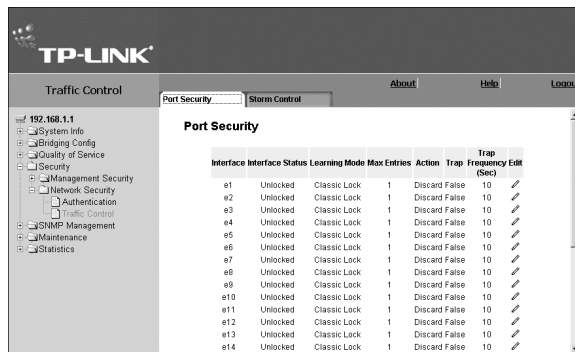 TP-LINK
Traffic Control
About
Help
Logou
Port Security
Storm Control
192.168.1.1
System Info
Bridging Config
Quality of Service
Security
Management Security
Network Security
Authentication
Traffic Control
SNMP Management
Maintenance
Statistics
Port Security
Interface Interface Status Learning Mode Max Entries Action Trap Trap Frequency (Sec) Edit
e1 Unlocked Classic Lock 1 Discard False 10
e2 Unlocked Classic Lock 1 Discard False 10
e3 Unlocked Classic Lock 1 Discard False 10
e4 Unlocked Classic Lock 1 Discard False 10
e5 Unlocked Classic Lock 1 Discard False 10
e6 Unlocked Classic Lock 1 Discard False 10
e7 Unlocked Classic Lock 1 Discard False 10
e8 Unlocked Classic Lock 1 Discard False 10
e9 Unlocked Classic Lock 1 Discard False 10
e10 Unlocked Classic Lock 1 Discard False 10
e11 Unlocked Classic Lock 1 Discard False 10
e12 Unlocked Classic Lock 1 Discard False 10
e13 Unlocked Classic Lock 1 Discard False 10
e14 Unlocked Classic Lock 1 Discard False 10